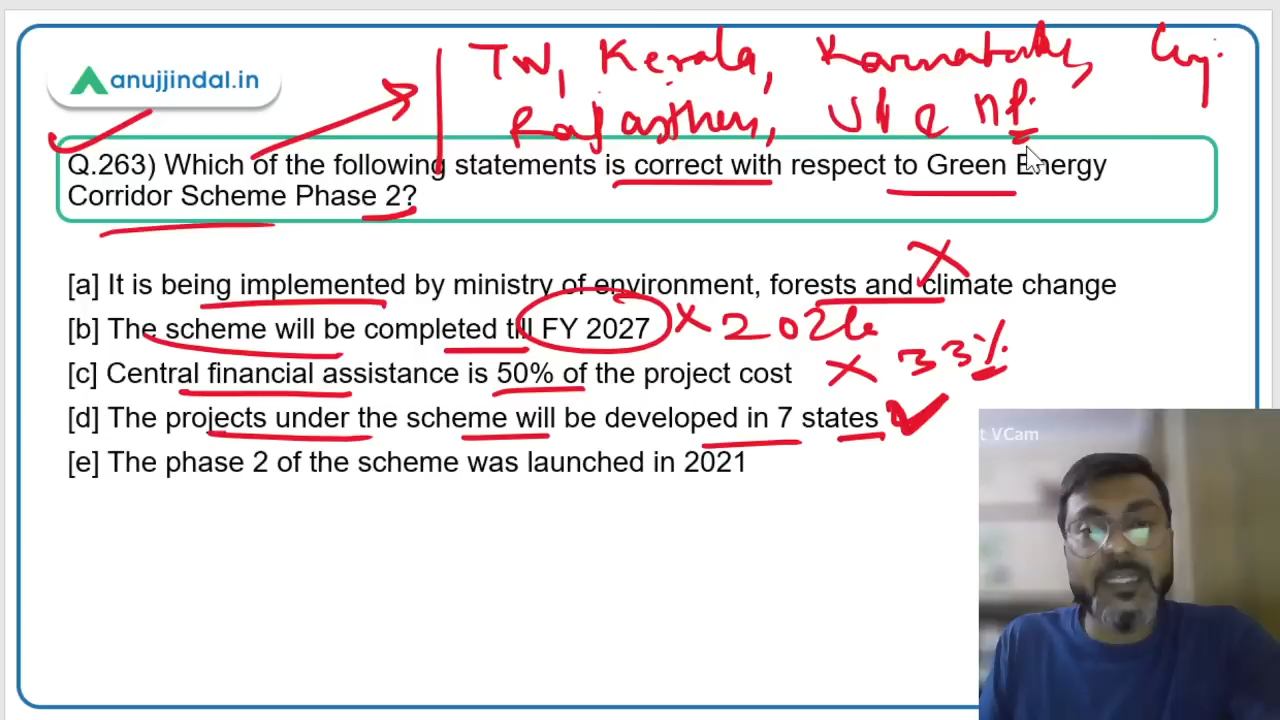 TN, Kerala, Karnataka, Guj.
Rajasthan, UP & HP.
anujjindal.in
Q.263) Which of the following statements is correct with respect to Green Energy
Corridor Scheme Phase 2?
[a] It is being implemented by ministry of environment, forests and climate change
[b] The scheme will be completed till FY 2027 × 2026
[c] Central financial assistance is 50% of the project cost × 33%
[d] The projects under the scheme will be developed in 7 states
[e] The phase 2 of the scheme was launched in 2021
t VCam